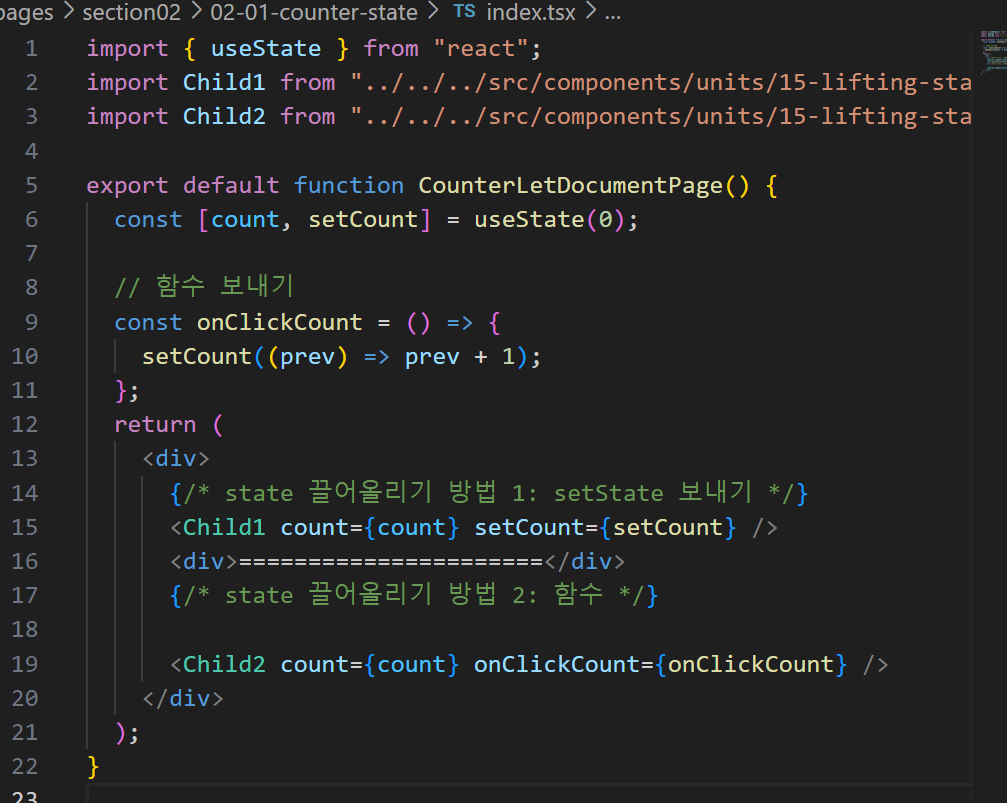 pages > section02 > 02-01-counter-state > TS index.tsx > ...
1 import { useState } from "react";
2 import Child1 from "../../../src/components/units/15-lifting-sta
3 import Child2 from "../../../src/components/units/15-lifting-sta
4
5 export default function CounterLetDocumentPage() {
6 const [count, setCount] = useState(0);
7
8 // 함수 보내기
9 const onClickCount = () => {
10 setCount((prev) => prev + 1);
11 };
12 return (
13 <div>
14 {/* state 끌어올리기 방법 1: setState 보내기 */}
15 <Child1 count={count} setCount={setCount} />
16 <div>======================</div>
17 {/* state 끌어올리기 방법 2: 함수 */}
18
19 <Child2 count={count} onClickCount={onClickCount} />
20 </div>
21 );
22 }
23